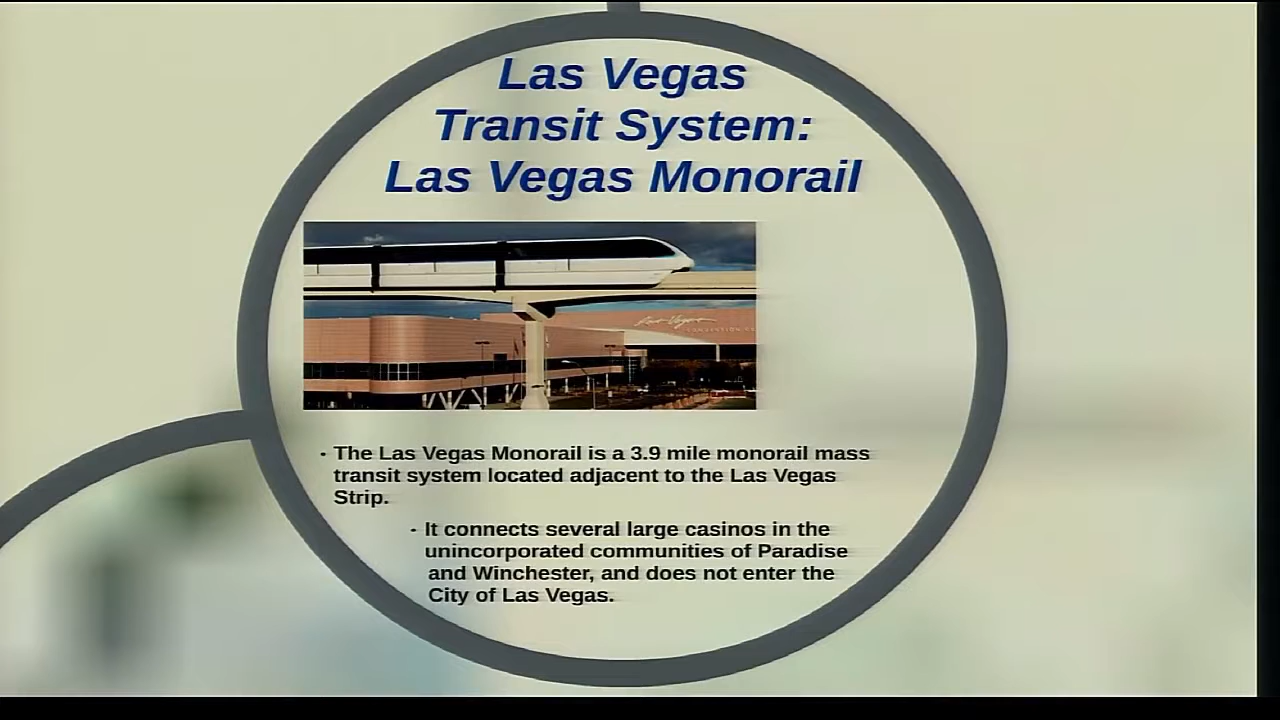 Las Vegas
Transit System:
Las Vegas Monorail
Las Vegas
· The Las Vegas Monorail is a 3.9 mile monorail mass
transit system located adjacent to the Las Vegas
Strip.
· It connects several large casinos in the
unincorporated communities of Paradise
and Winchester, and does not enter the
City of Las Vegas.